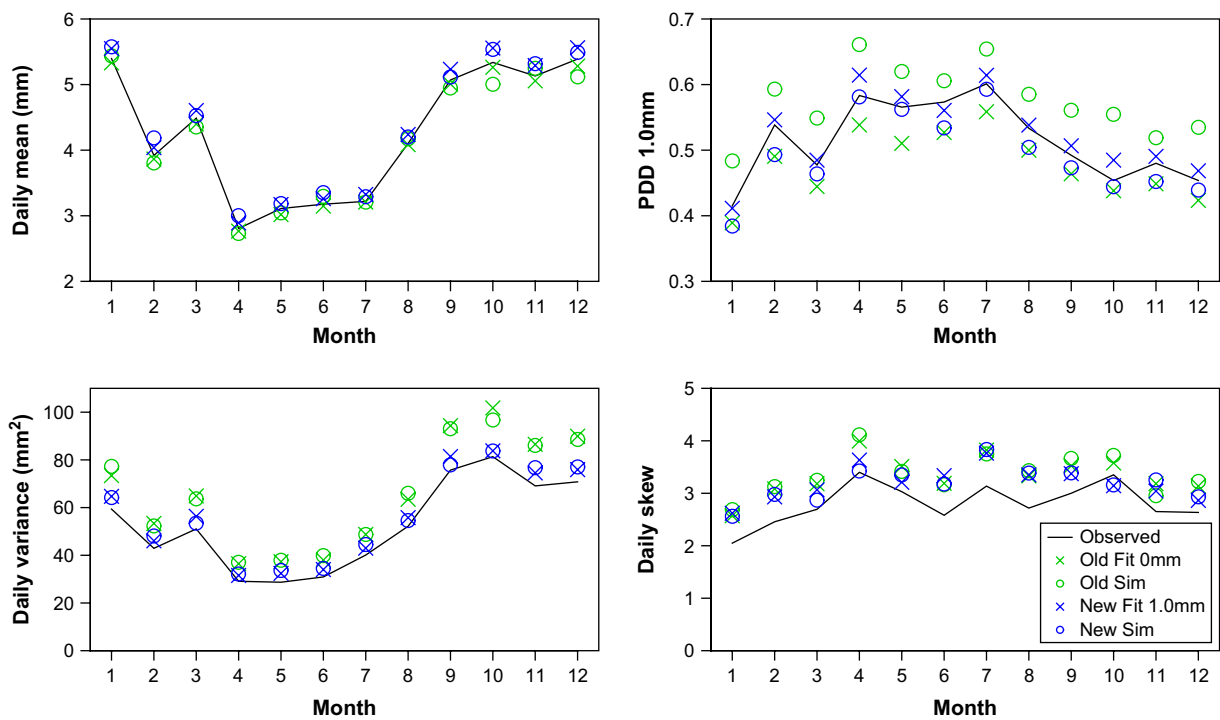 Daily mean (mm)
6
5
4
3
2
1 2 3 4 5 6 7 8 9 10 11 12
Month
PDD 1.0mm
0.7
0.6
0.5
0.4
0.3
1 2 3 4 5 6 7 8 9 10 11 12
Month
Daily variance (mm²)
100
80
60
40
20
0
1 2 3 4 5 6 7 8 9 10 11 12
Month
Daily skew
5
4
3
2
1
0
1 2 3 4 5 6 7 8 9 10 11 12
Month
Observed
Old Fit 0mm
Old Sim
New Fit 1.0mm
New Sim